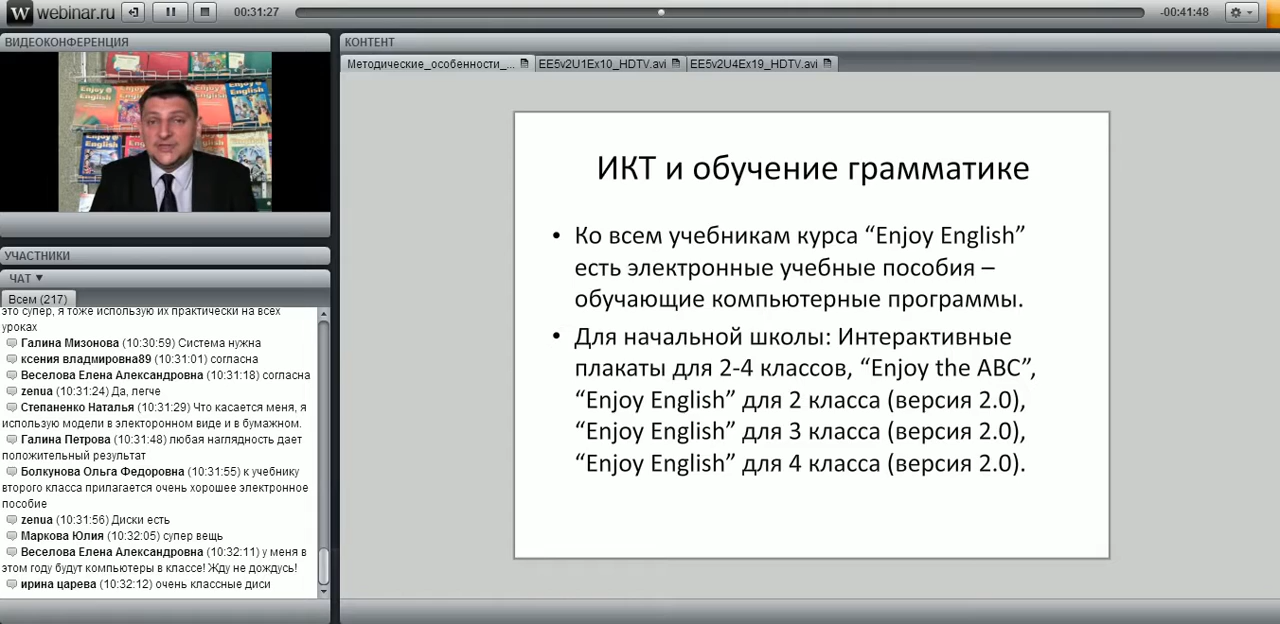 webinar.ru
00:31:27
-00:41:48
ВИДЕОКОНФЕРЕНЦИЯ
Enjoy English
Enjoy English
УЧАСТНИКИ
ЧАТ
Всем (217)
это супер, я тоже использую их практически на всех
уроках
Галина Мизонова (10:30:59) Система нужна
ксения владмировна89 (10:31:01) согласна
Веселова Елена Александровна (10:31:18) согласна
zenua (10:31:24) Да, легче
Степаненко Наталья (10:31:29) Что касается меня, я
использую модели в электоронном виде и в бумажном.
Галина Петрова (10:31:48) любая наглядность дает
положительный результат
Болкунова Ольга Федоровна (10:31:55) к учебнику
второго класса прилагается очень хорошее электронное
пособие
zenua (10:31:56) Диски есть
Маркова Юлия (10:32:05) супер вещь
Веселова Елена Александровна (10:32:11) у меня в
этом году будут компьютеры в классе! Жду не дождусь!
ирина царева (10:32:12) очень классные диси
КОНТЕНТ
Методические_особенности_...
EE5v2U1Ex10_HDTV.avi
EE5v2U4Ex19_HDTV.avi
ИКТ и обучение грамматике
• Ко всем учебникам курса “Enjoy English”
есть электронные учебные пособия –
обучающие компьютерные программы.
• Для начальной школы: Интерактивные
плакаты для 2-4 классов, “Enjoy the ABC”,
“Enjoy English” для 2 класса (версия 2.0),
“Enjoy English” для 3 класса (версия 2.0),
“Enjoy English” для 4 класса (версия 2.0).